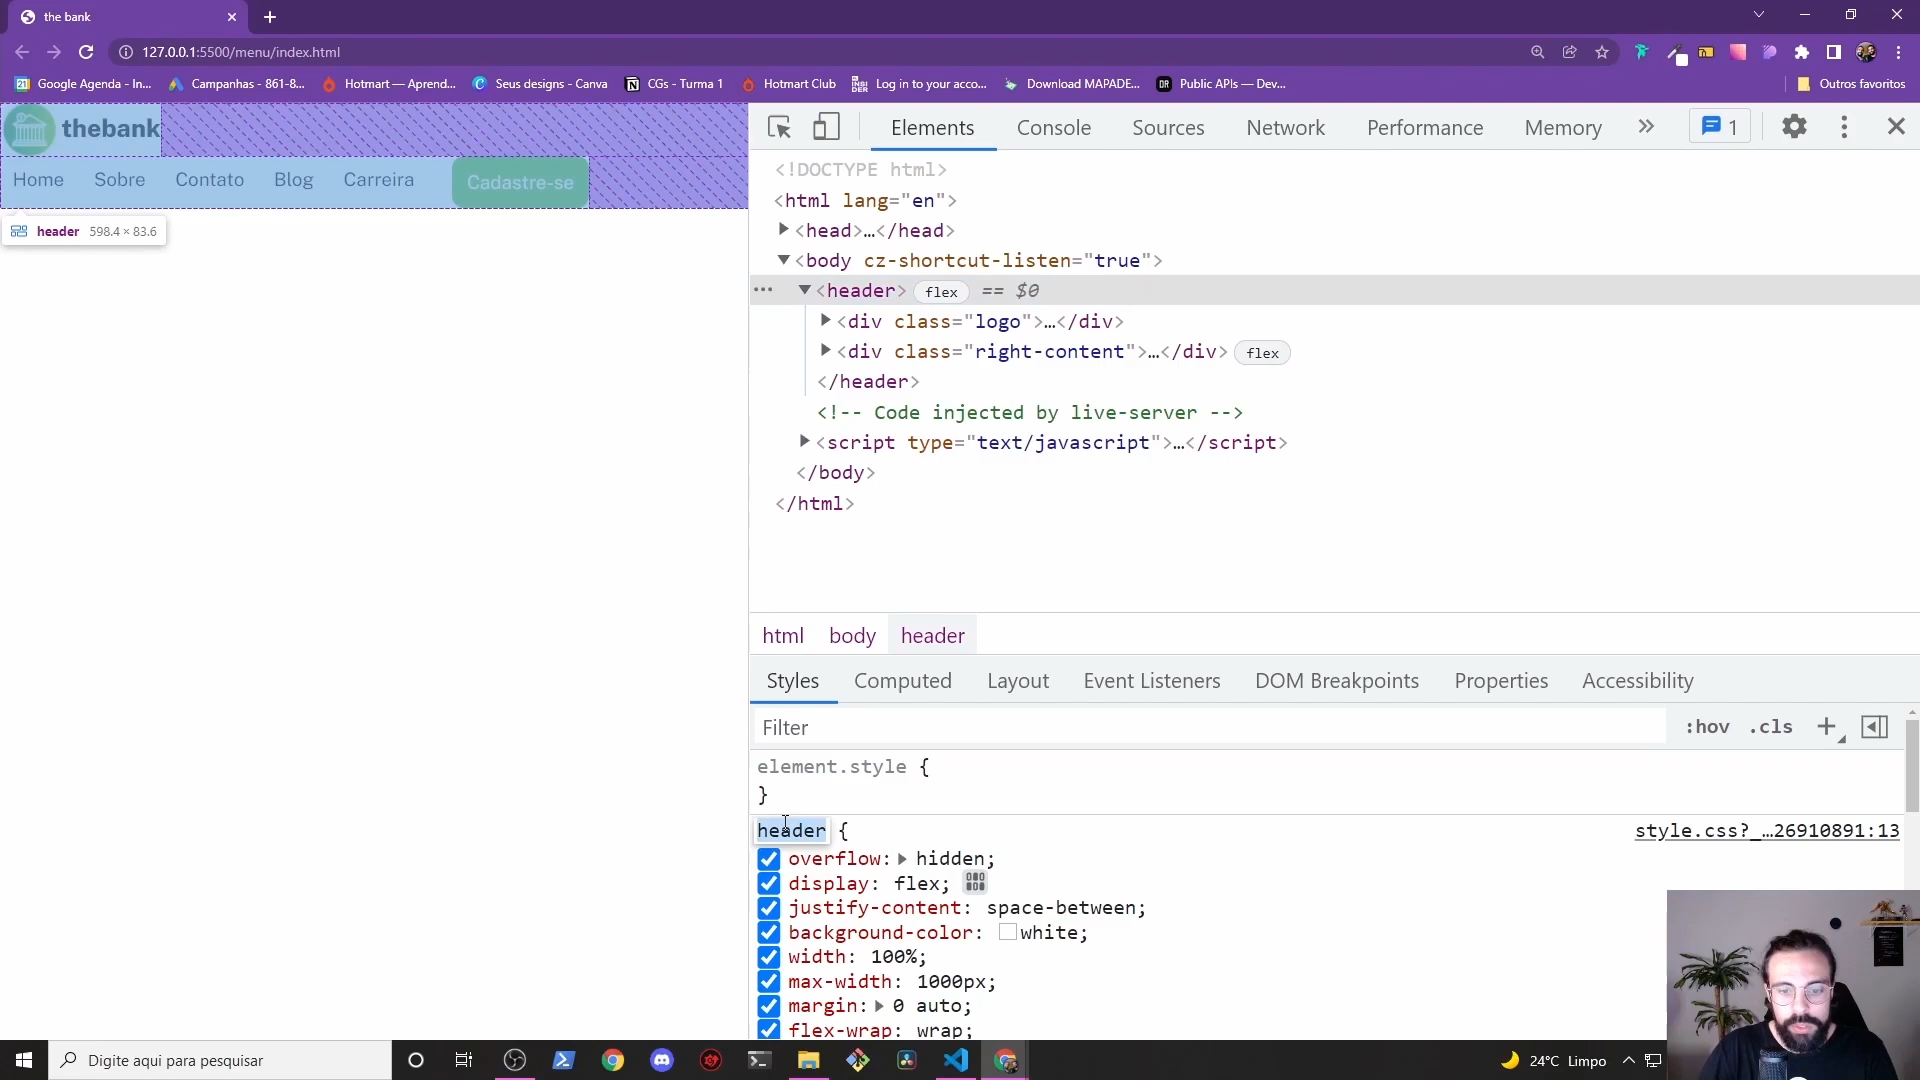 the bank
127.0.0.1:5500/menu/index.html
Google Agenda - In...
Campanhas - 861-8...
Hotmart — Aprend...
Seus designs - Canva
CGs - Turma 1
Hotmart Club
Log in to your acco...
Download MAPADE...
Public APIs — Dev...
Outros favoritos
thebank
Home Sobre Contato Blog Carreira Cadastre-se
header 598.4 × 83.6
Elements Console Sources Network Performance Memory 1
<!DOCTYPE html>
<html lang="en">
<head>…</head>
<body cz-shortcut-listen="true">
<header> flex == $0
<div class="logo">…</div>
<div class="right-content">…</div> flex
</header>
<!-- Code injected by live-server -->
<script type="text/javascript">…</script>
</body>
</html>
html body header
Styles Computed Layout Event Listeners DOM Breakpoints Properties Accessibility
Filter :hov .cls
element.style {
}
header { style.css?_…26910891:13
overflow: hidden;
display: flex;
justify-content: space-between;
background-color: white;
width: 100%;
max-width: 1000px;
margin: 0 auto;
flex-wrap: wrap;
Digite aqui para pesquisar
24°C Limpo